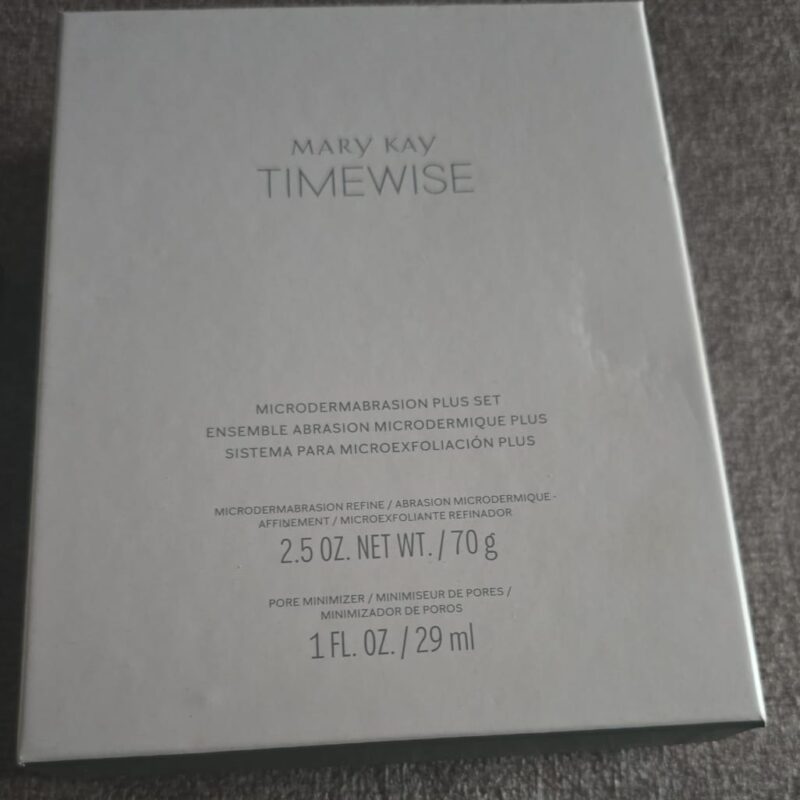 MARY KAY
TIMEWISE
MICRODERMABRASION PLUS SET
ENSEMBLE ABRASION MICRODERMIQUE PLUS
SISTEMA PARA MICROEXFOLIACIÓN PLUS
MICRODERMABRASION REFINE / ABRASION MICRODERMIQUE -
AFFINEMENT / MICROEXFOLIANTE REFINADOR
2.5 OZ. NET WT. / 70 g
PORE MINIMIZER / MINIMISEUR DE PORES /
MINIMIZADOR DE POROS
1 FL. OZ. / 29 ml